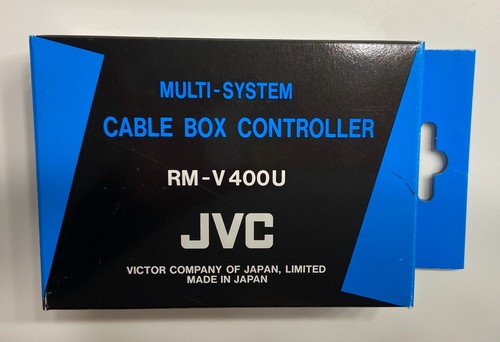 MULTI-SYSTEM
CABLE BOX CONTROLLER
RM-V400U
JVC
VICTOR COMPANY OF JAPAN, LIMITED
MADE IN JAPAN